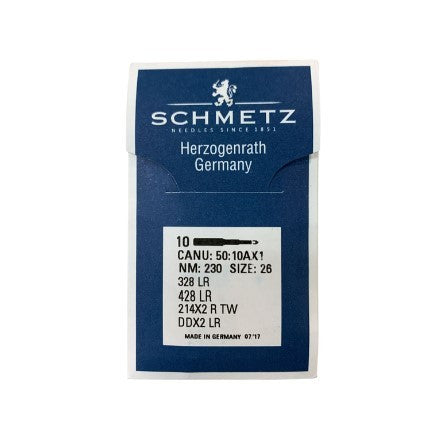 SCHMETZ
NEEDLES SINCE 1851
Herzogenrath
Germany
10
CANU: 50:10AX1
NM: 230 SIZE: 26
328 LR
428 LR
214X2 R TW
DDX2 LR
MADE IN GERMANY 07'17